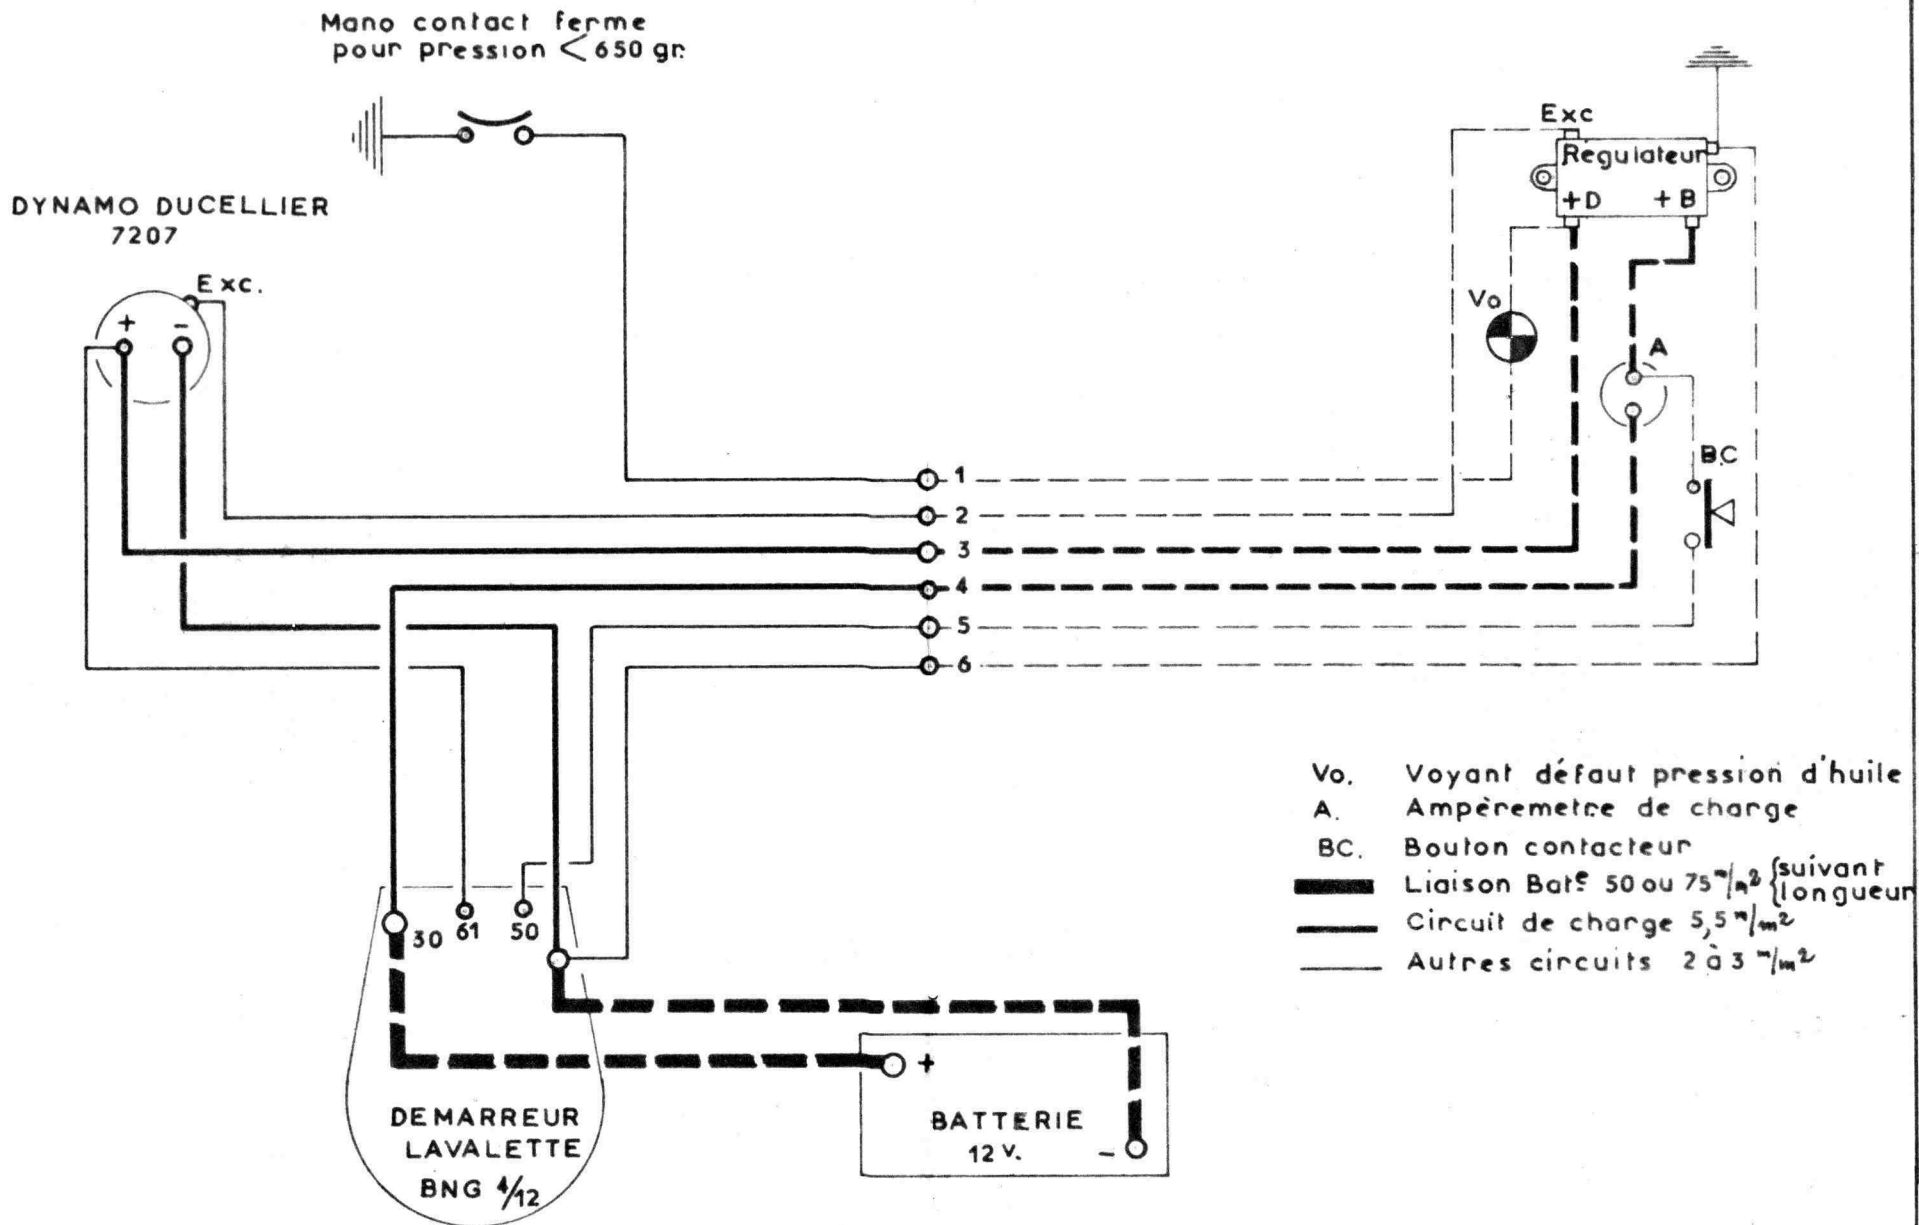 Mano contact ferme
pour pression < 650 gr.
DYNAMO DUCELLIER
7207
Exc.
+ -
Exc
Regulateur
+D +B
Vo
A
BC
1
2
3
4
5
6
30 61 50
DEMARREUR
LAVALETTE
BNG 4/12
+
BATTERIE
12 V. -
Vo. Voyant défaut pression d'huile
A. Ampèremetre de charge
BC. Bouton contacteur
Liaison Batᵉ 50 ou 75 m/m² {suivant
longueur
Circuit de charge 5,5 m/m²
Autres circuits 2 à 3 m/m²